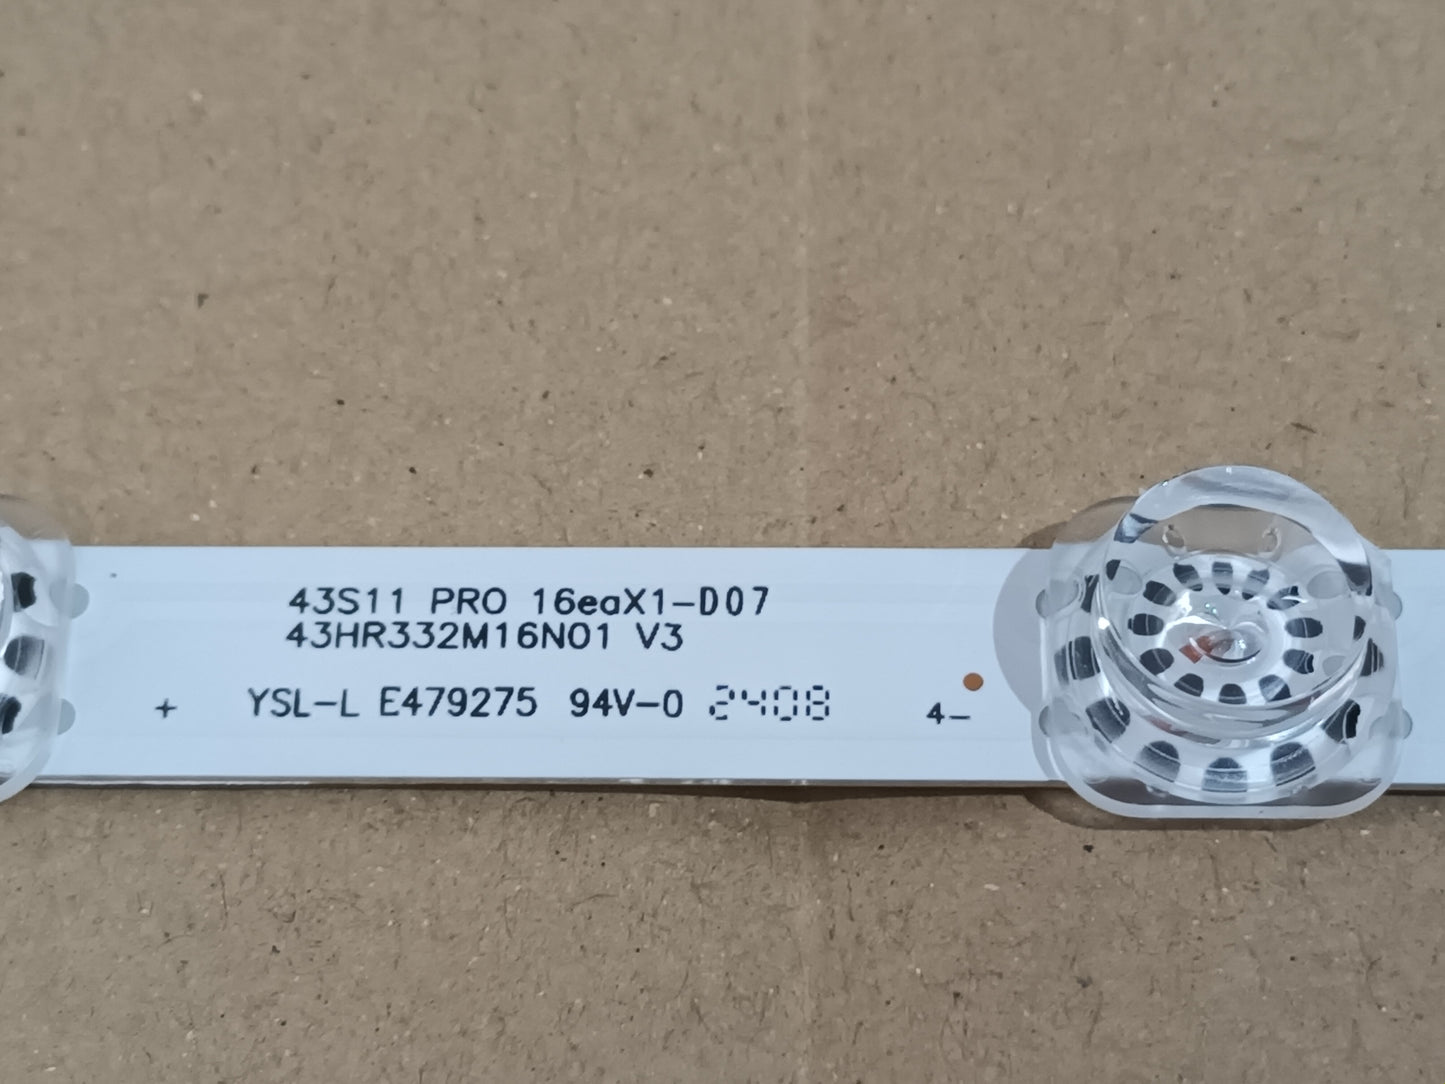 43S11 PRO 16eaX1-D07
43HR332M16N01 V3
+ YSL-L E479275 94V-0 2408 4-